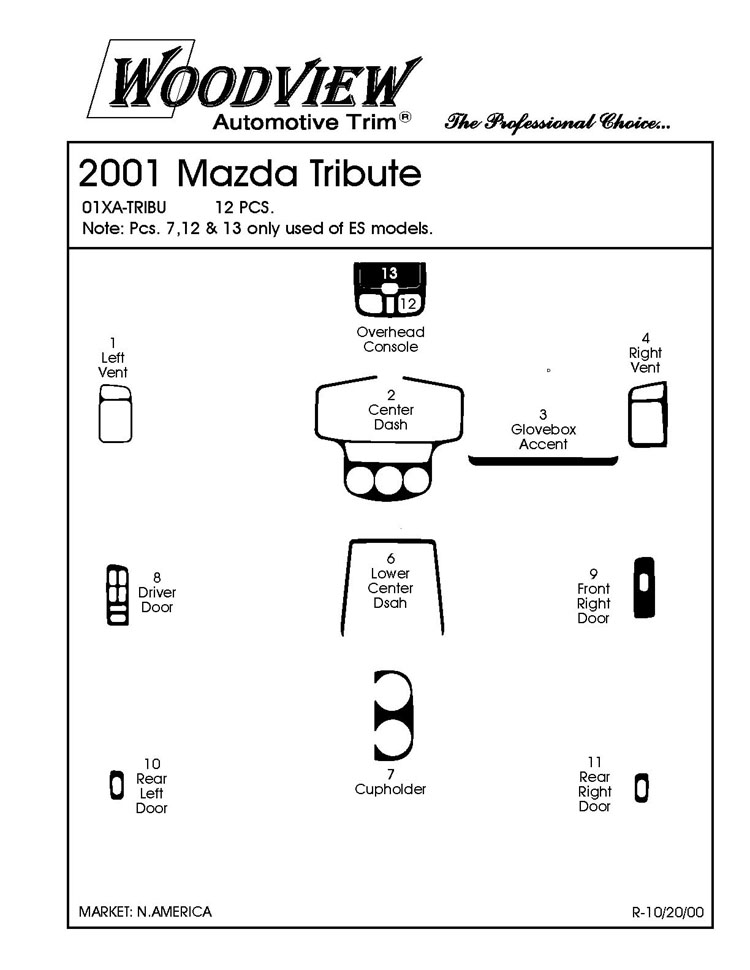 WOODVIEW
Automotive Trim®
The Professional Choice...
2001 Mazda Tribute
01XA-TRIBU 12 PCS.
Note: Pcs. 7,12 & 13 only used of ES models.
13
12
Overhead
Console
1
Left
Vent
2
Center
Dash
3
Glovebox
Accent
4
Right
Vent
8
Driver
Door
6
Lower
Center
Dsah
9
Front
Right
Door
10
Rear
Left
Door
7
Cupholder
11
Rear
Right
Door
MARKET: N.AMERICA
R-10/20/00